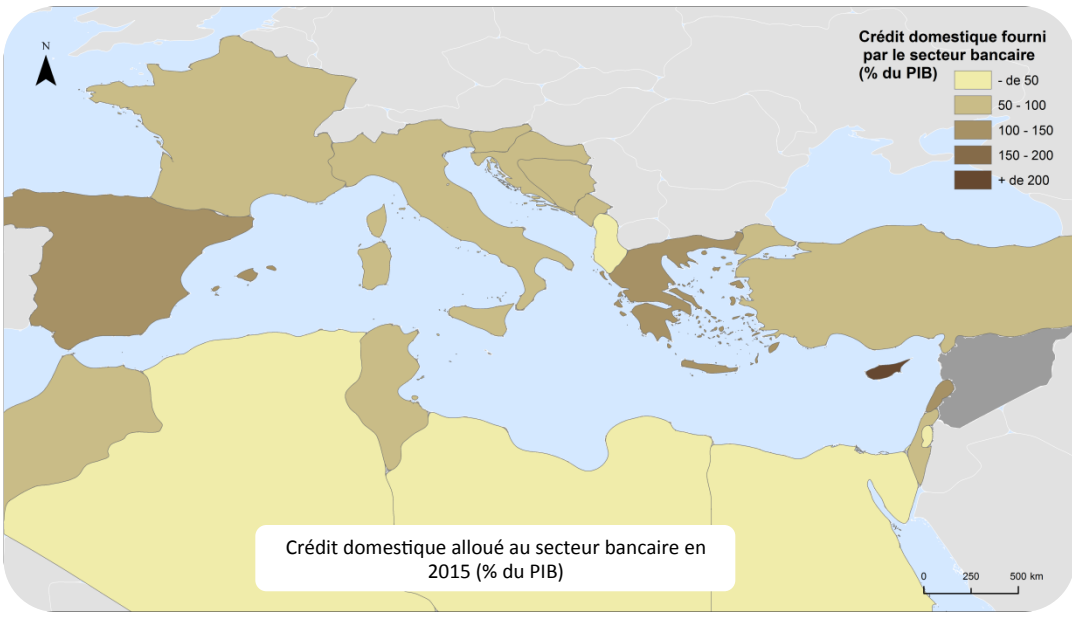 N
Crédit domestique fourni
par le secteur bancaire
(% du PIB)
- de 50
50 - 100
100 - 150
150 - 200
+ de 200
Crédit domestique alloué au secteur bancaire en
2015 (% du PIB)
0 250 500 km